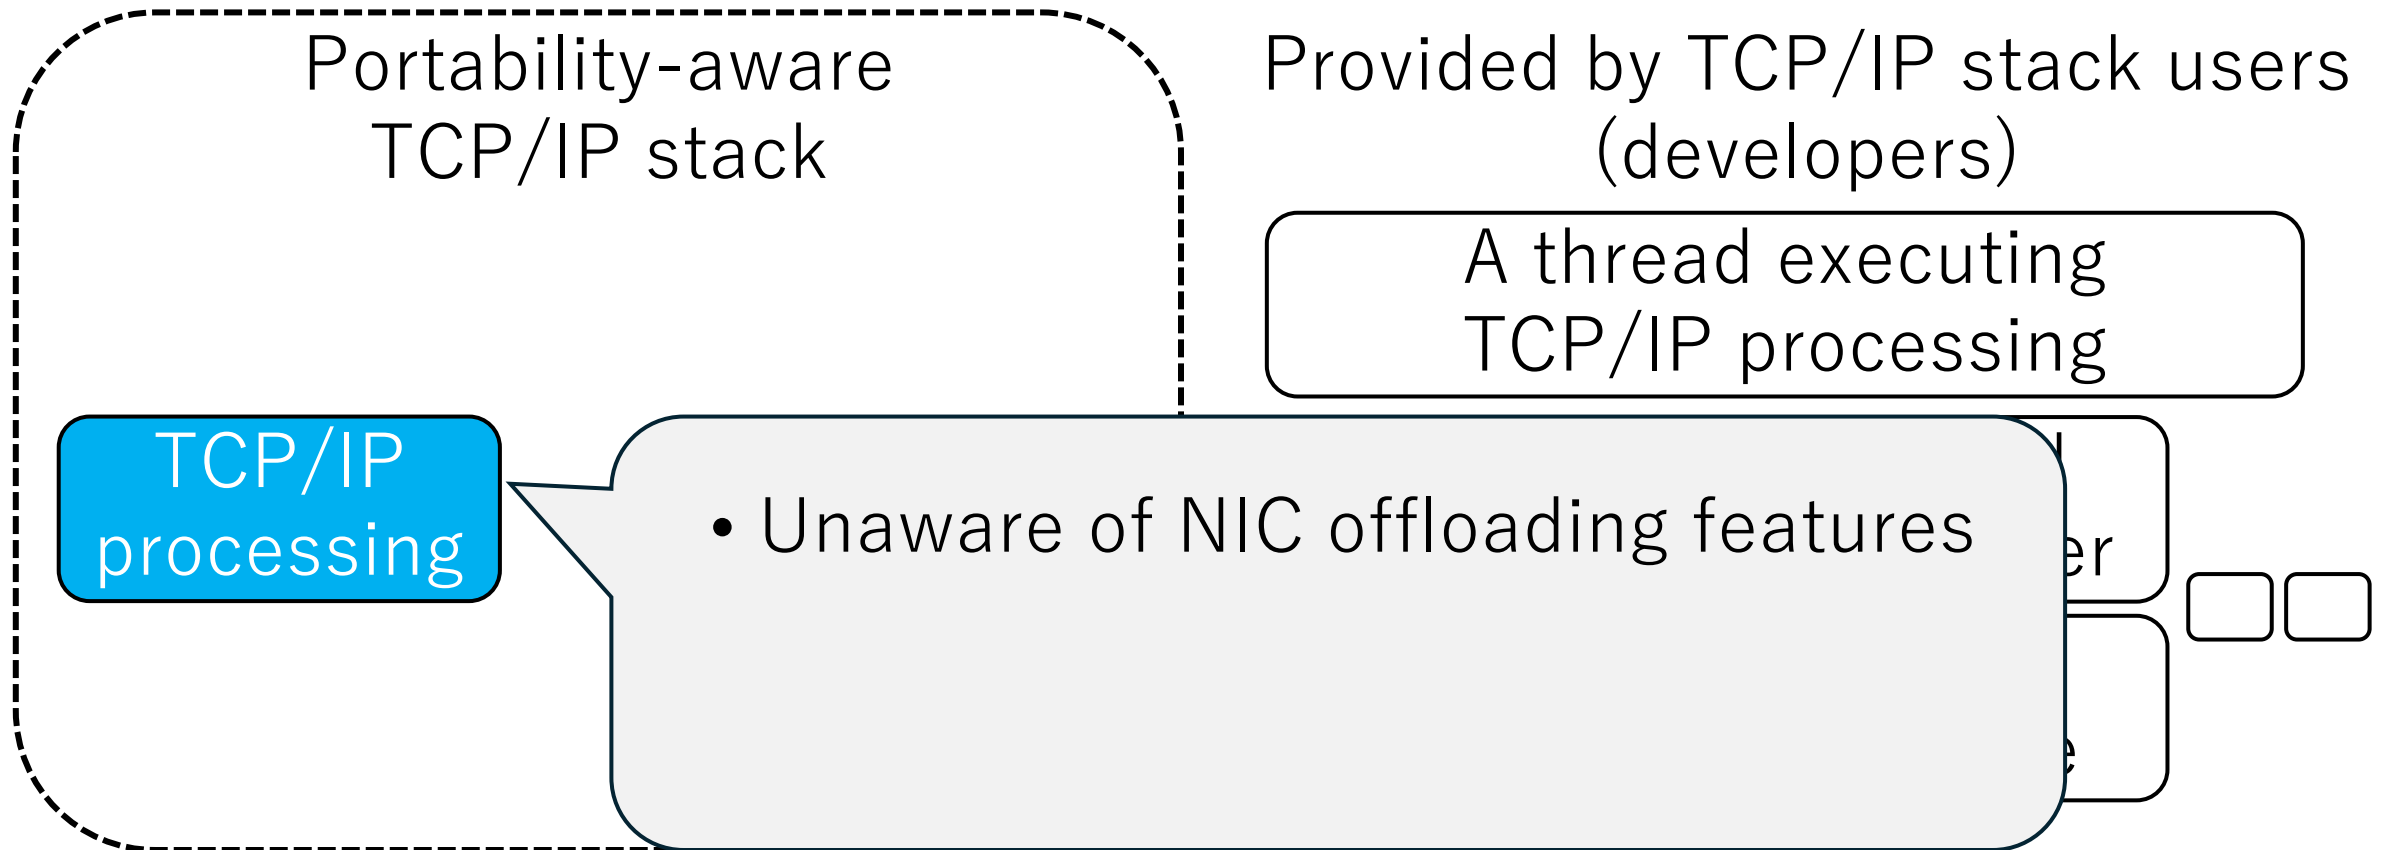 Portability-aware
TCP/IP stack
Provided by TCP/IP stack users
(developers)
A thread executing
TCP/IP processing
TCP/IP
processing
• Unaware of NIC offloading features